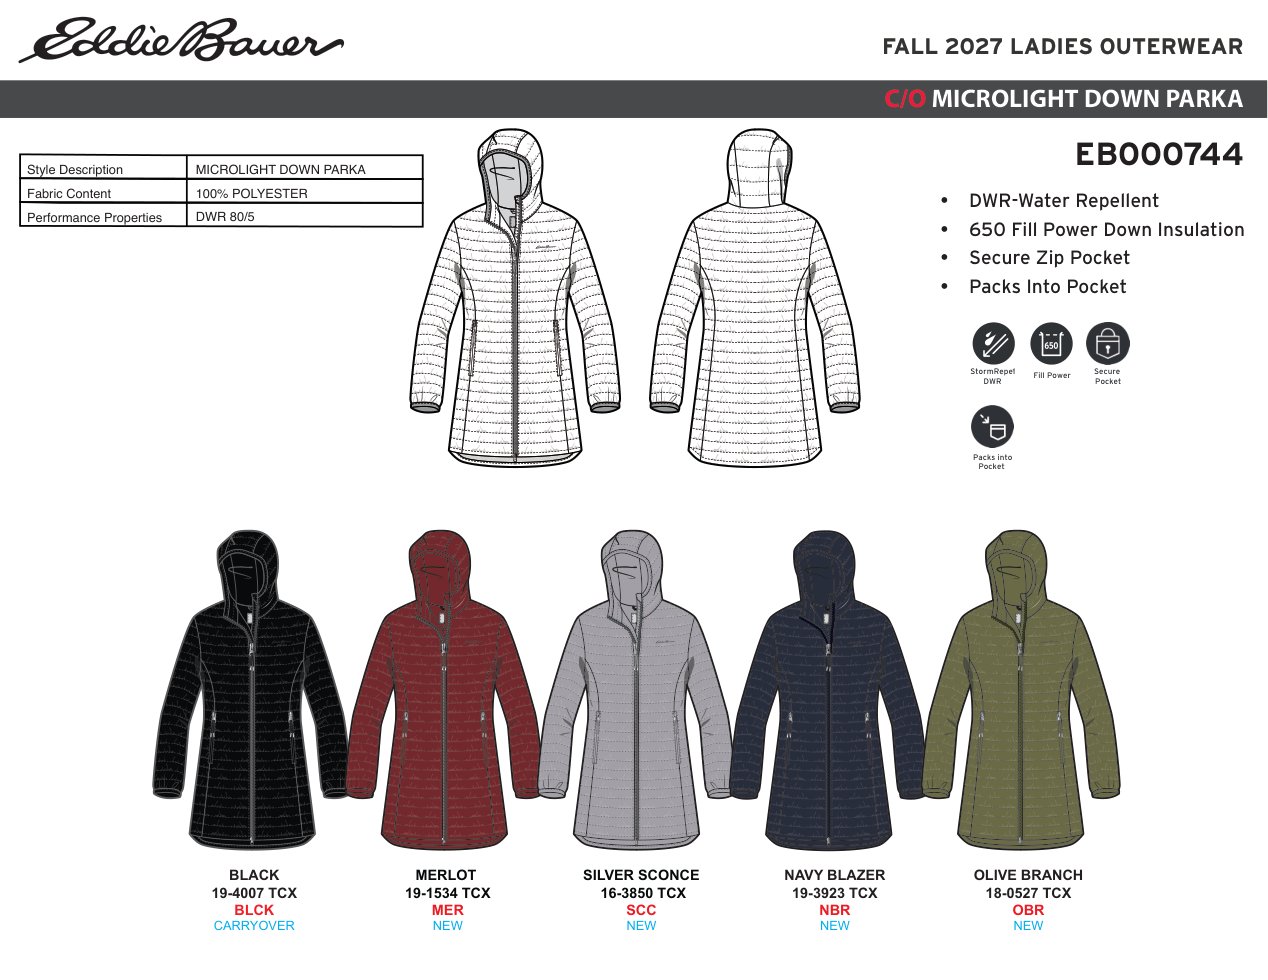 Eddie Bauer
FALL 2027 LADIES OUTERWEAR
C/O MICROLIGHT DOWN PARKA
Style Description MICROLIGHT DOWN PARKA
Fabric Content 100% POLYESTER
Performance Properties DWR 80/5
EB000744
• DWR-Water Repellent
• 650 Fill Power Down Insulation
• Secure Zip Pocket
• Packs Into Pocket
650
StormRepel
DWR
Fill Power
Secure
Pocket
Packs into
Pocket
BLACK
19-4007 TCX
BLCK
CARRYOVER
MERLOT
19-1534 TCX
MER
NEW
SILVER SCONCE
16-3850 TCX
SCC
NEW
NAVY BLAZER
19-3923 TCX
NBR
NEW
OLIVE BRANCH
18-0527 TCX
OBR
NEW